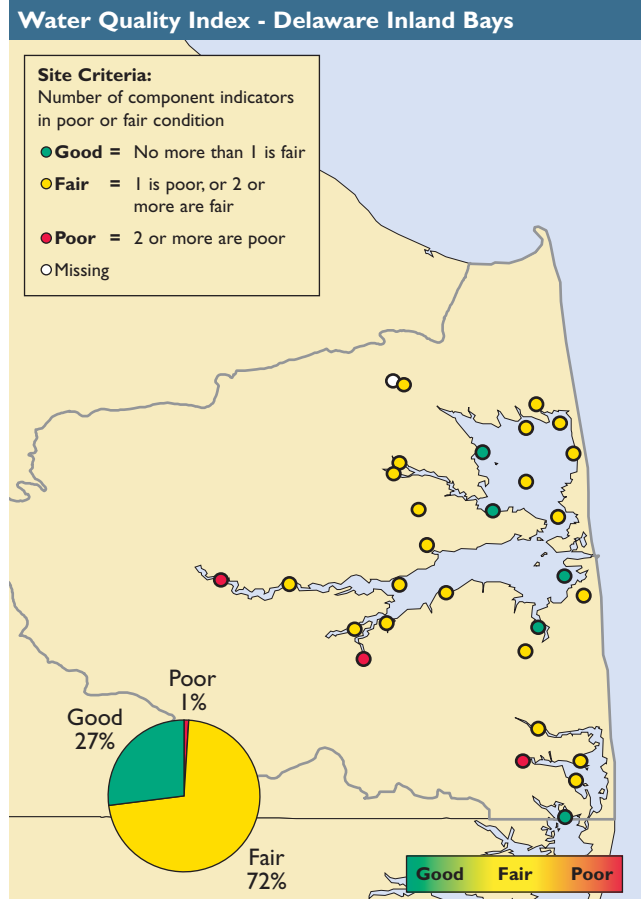 Water Quality Index - Delaware Inland Bays
Site Criteria:
Number of component indicators
in poor or fair condition
Good = No more than 1 is fair
Fair = 1 is poor, or 2 or
more are fair
Poor = 2 or more are poor
Missing
Poor
1%
Good
27%
Fair
72%
Good Fair Poor